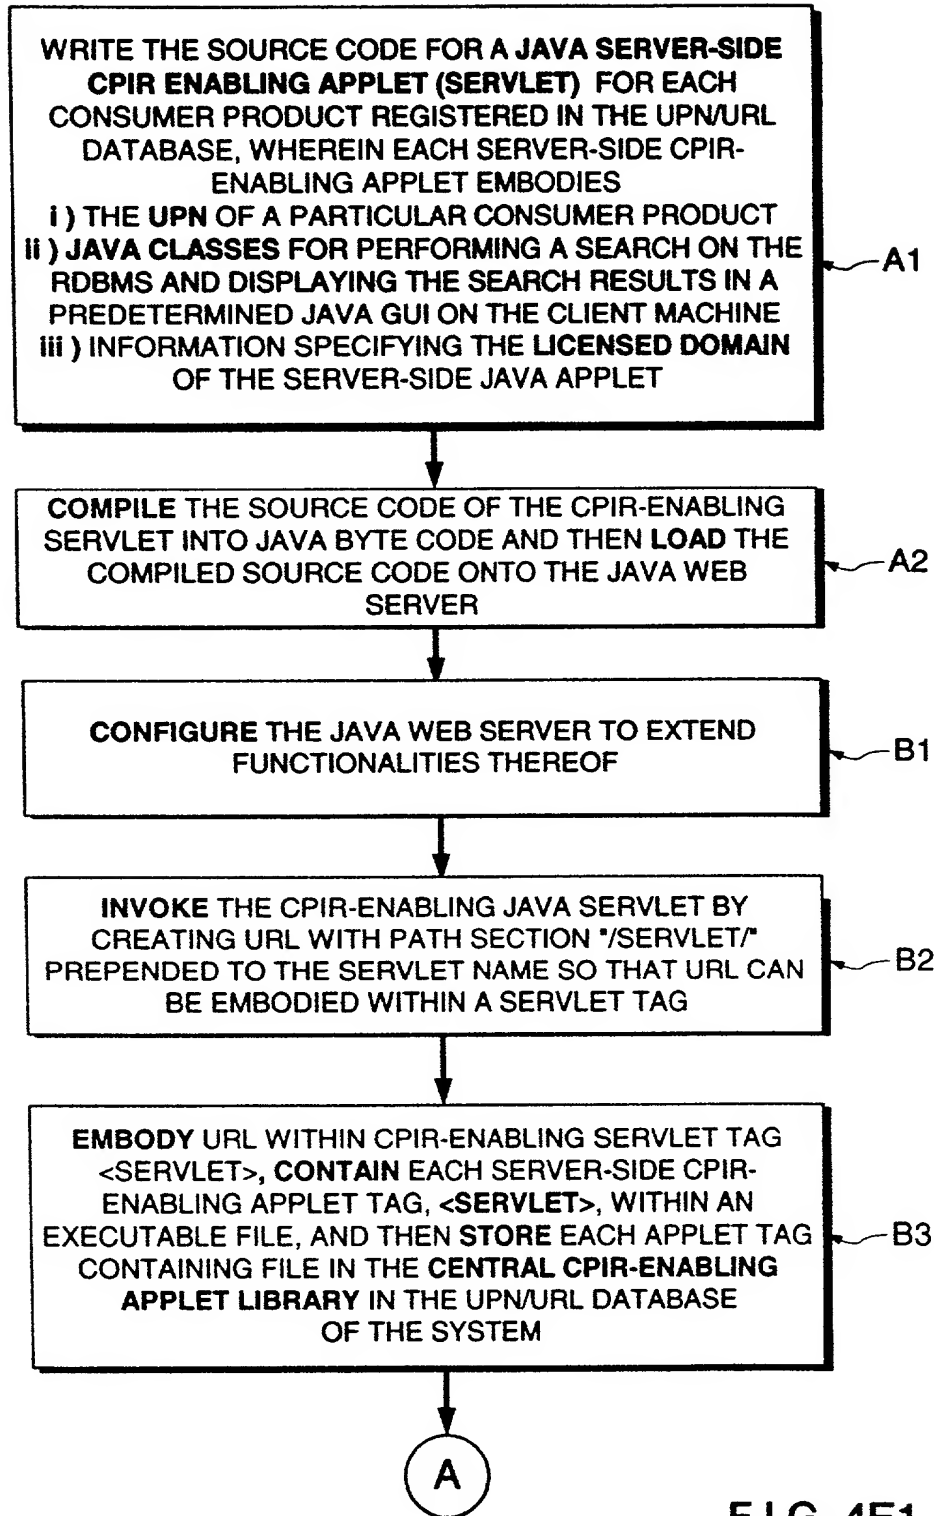 WRITE THE SOURCE CODE FOR A JAVA SERVER-SIDE
CPIR ENABLING APPLET (SERVLET) FOR EACH
CONSUMER PRODUCT REGISTERED IN THE UPN/URL
DATABASE, WHEREIN EACH SERVER-SIDE CPIR-
ENABLING APPLET EMBODIES
i ) THE UPN OF A PARTICULAR CONSUMER PRODUCT
ii ) JAVA CLASSES FOR PERFORMING A SEARCH ON THE
RDBMS AND DISPLAYING THE SEARCH RESULTS IN A
PREDETERMINED JAVA GUI ON THE CLIENT MACHINE
iii ) INFORMATION SPECIFYING THE LICENSED DOMAIN
OF THE SERVER-SIDE JAVA APPLET
A1
COMPILE THE SOURCE CODE OF THE CPIR-ENABLING
SERVLET INTO JAVA BYTE CODE AND THEN LOAD THE
COMPILED SOURCE CODE ONTO THE JAVA WEB
SERVER
A2
CONFIGURE THE JAVA WEB SERVER TO EXTEND
FUNCTIONALITIES THEREOF
B1
INVOKE THE CPIR-ENABLING JAVA SERVLET BY
CREATING URL WITH PATH SECTION "/SERVLET/"
PREPENDED TO THE SERVLET NAME SO THAT URL CAN
BE EMBODIED WITHIN A SERVLET TAG
B2
EMBODY URL WITHIN CPIR-ENABLING SERVLET TAG
<SERVLET>, CONTAIN EACH SERVER-SIDE CPIR-
ENABLING APPLET TAG, <SERVLET>, WITHIN AN
EXECUTABLE FILE, AND THEN STORE EACH APPLET TAG
CONTAINING FILE IN THE CENTRAL CPIR-ENABLING
APPLET LIBRARY IN THE UPN/URL DATABASE
OF THE SYSTEM
B3
A
FIG. 4E1